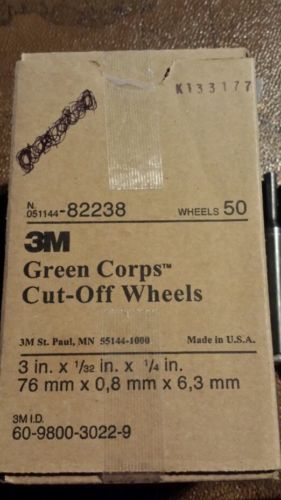 K133177
N.
051144-82238 WHEELS 50
3M
Green Corps™
Cut-Off Wheels
3M St. Paul, MN 55144-1000 Made in U.S.A.
3 in. x 1/32 in. x 1/4 in.
76 mm x 0,8 mm x 6,3 mm
3M I.D.
60-9800-3022-9